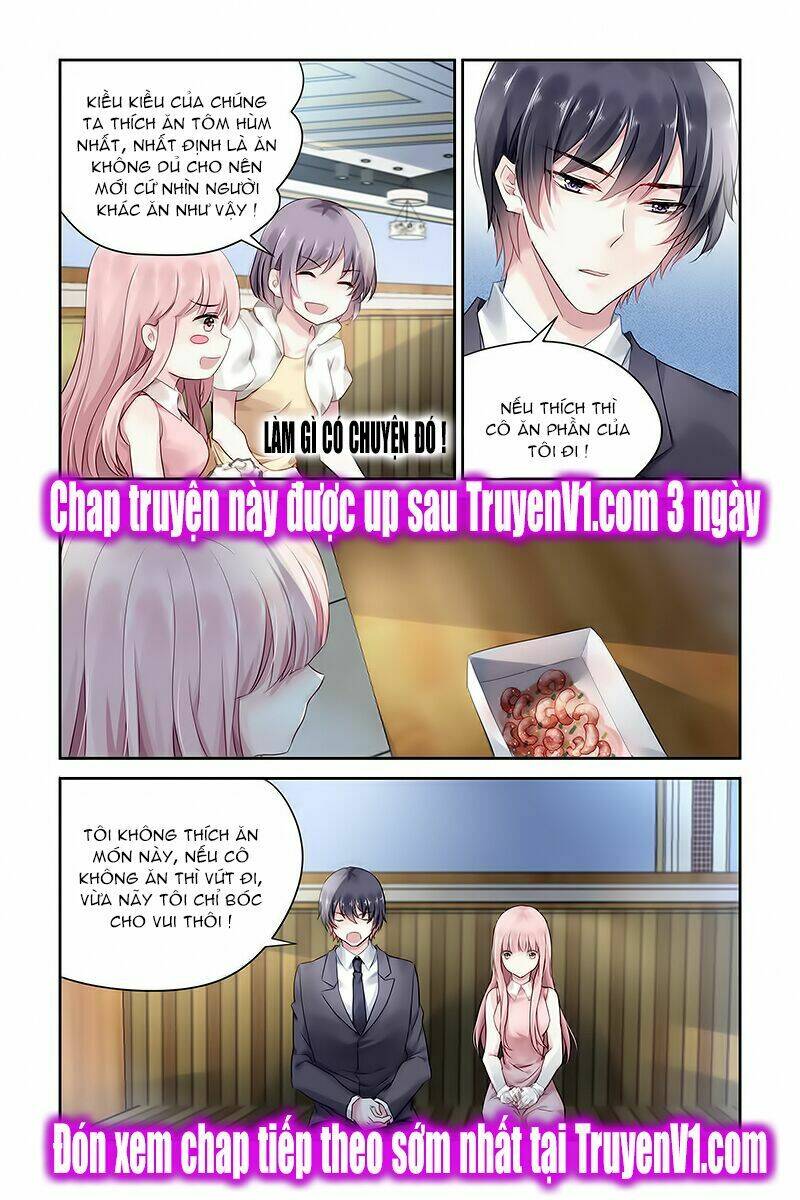 KIỀU KIỀU CỦA CHÚNG
TA THÍCH ĂN TÔM HÙM
NHẤT, NHẤT ĐỊNH LÀ ĂN
KHÔNG DỦ CHO NÊN
MỚI CỨ NHÌN NGƯỜI
KHÁC ĂN NHƯ VẬY !
LÀM GÌ CÓ CHUYỆN ĐÓ !
NẾU THÍCH THÌ
CÔ ĂN PHẦN CỦA
TÔI ĐI !
Chap truyện này được up sau TruyenV1.com 3 ngày
TÔI KHÔNG THÍCH ĂN
MÓN NÀY, NẾU CÔ
KHÔNG ĂN THÌ VỨT ĐI,
VỪA NÃY TÔI CHỈ BÓC
CHO VUI THÔI !
Đón xem chap tiếp theo sớm nhất tại TruyenV1.com